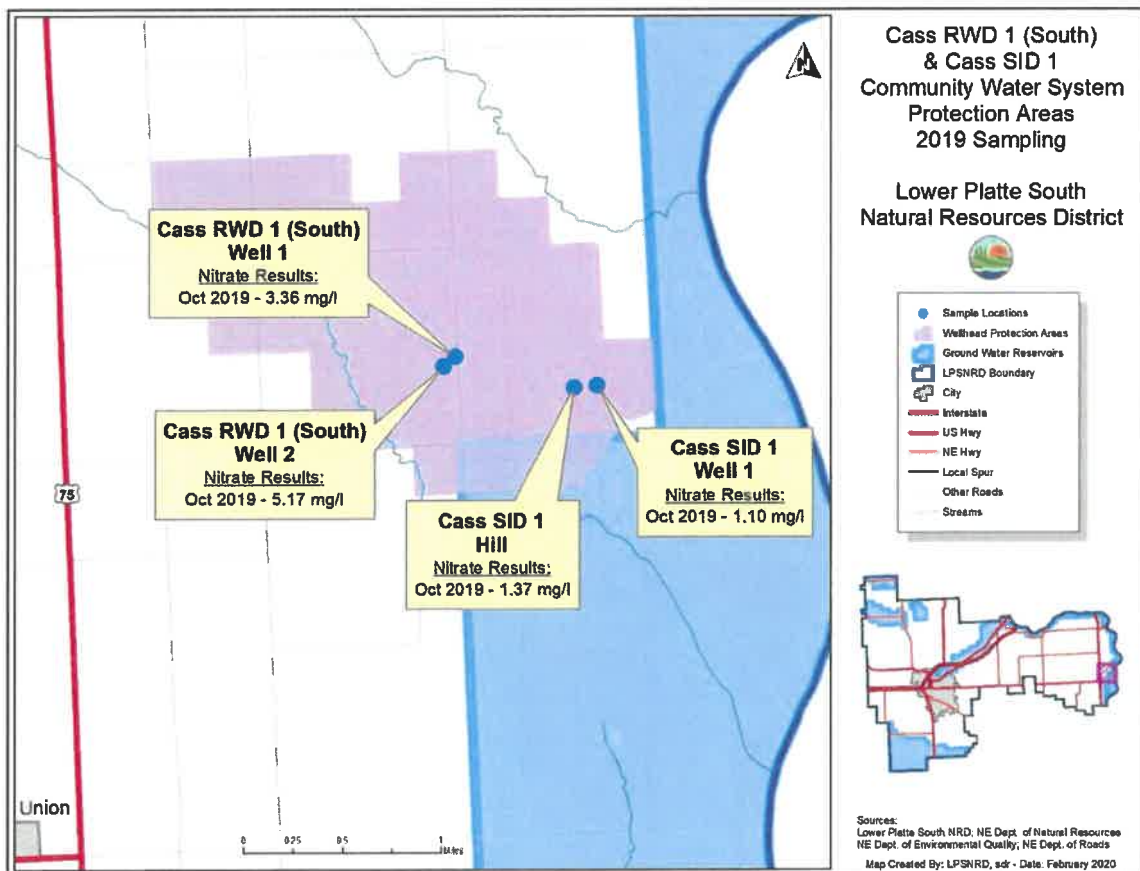 Cass RWD 1 (South)
& Cass SID 1
Community Water System
Protection Areas
2019 Sampling
Lower Platte South
Natural Resources District
N
Cass RWD 1 (South)
Well 1
Nitrate Results:
Oct 2019 - 3.36 mg/l
Cass RWD 1 (South)
Well 2
Nitrate Results:
Oct 2019 - 5.17 mg/l
Cass SID 1
Hill
Nitrate Results:
Oct 2019 - 1.37 mg/l
Cass SID 1
Well 1
Nitrate Results:
Oct 2019 - 1.10 mg/l
75
Union
0 0.25 0.5 1
Miles
Sample Locations
Wellhead Protection Areas
Ground Water Reservoirs
LPSNRD Boundary
City
Interstate
US Hwy
NE Hwy
Local Spur
Other Roads
Streams
Sources:
Lower Platte South NRD; NE Dept. of Natural Resources
NE Dept. of Environmental Quality; NE Dept. of Roads
Map Created By: LPSNRD, sdr - Date: February 2020